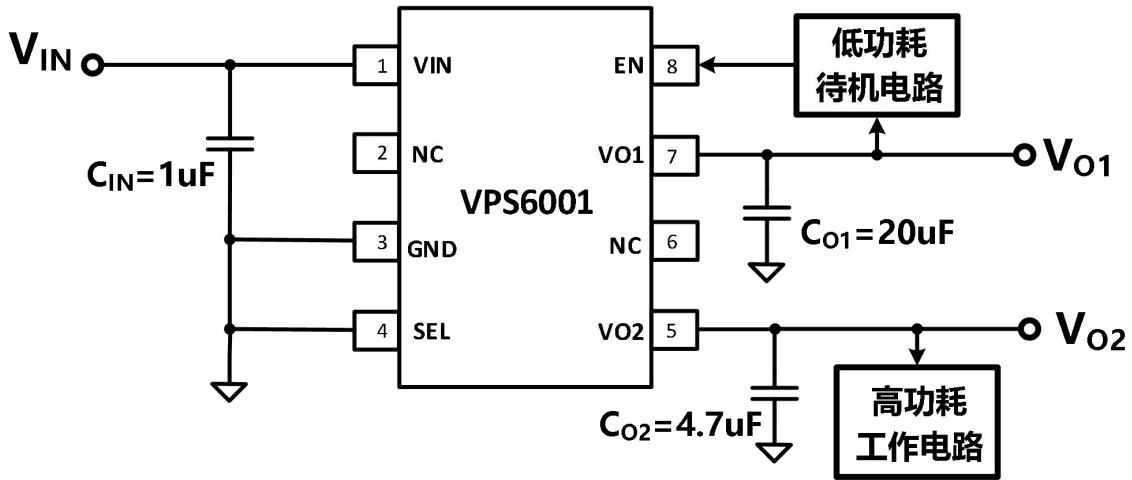 VIN
1 VIN
EN 8
低功耗
待机电路
2 NC
VO1 7
VO1
CIN=1uF
VPS6001
3 GND
NC 6
CO1=20uF
4 SEL
VO2 5
VO2
CO2=4.7uF
高功耗
工作电路